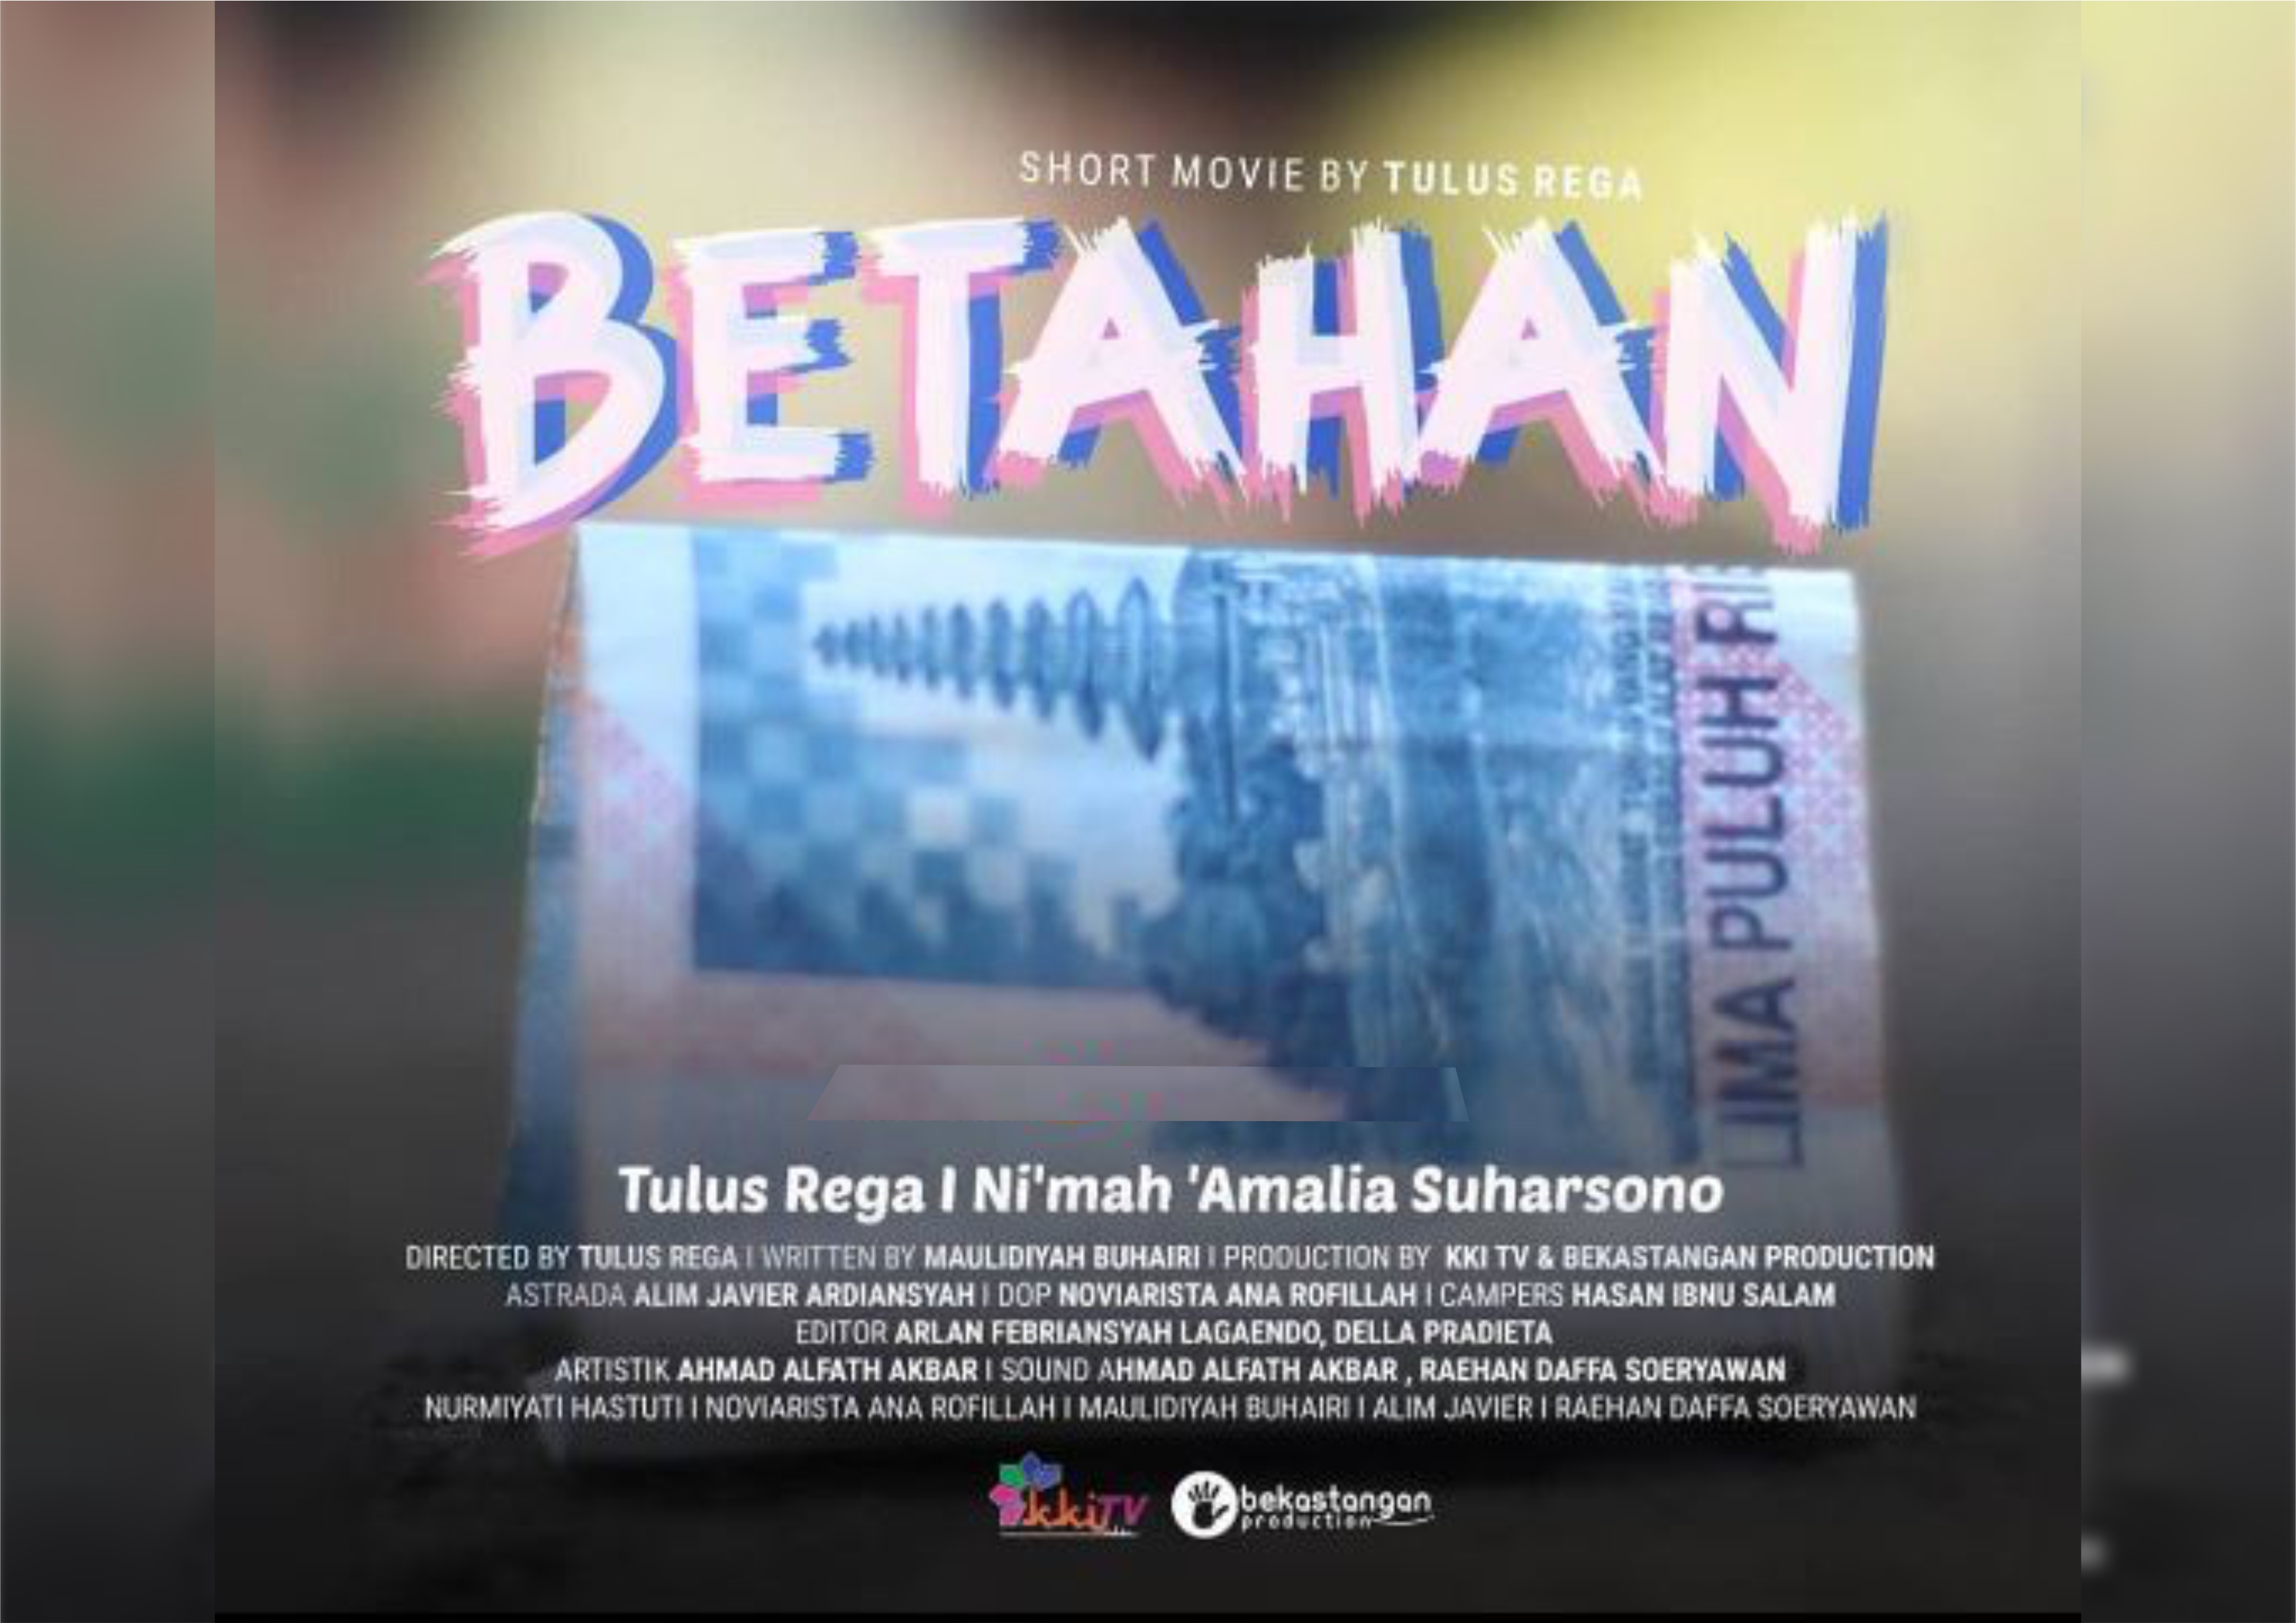 SHORT MOVIE BY TULUS REGA
BETAHAN
LIMA PULUH
Tulus Rega I Ni'mah 'Amalia Suharsono
DIRECTED BY TULUS REGA I WRITTEN BY MAULIDIYAH BUHAIRI I PRODUCTION BY KKI TV & BEKASTANGAN PRODUCTION
ASTRADA ALIM JAVIER ARDIANSYAH I DOP NOVIARISTA ANA ROFILLAH I CAMPERS HASAN IBNU SALAM
EDITOR ARLAN FEBRIANSYAH LAGAENDO, DELLA PRADIETA
ARTISTIK AHMAD ALFATH AKBAR I SOUND AHMAD ALFATH AKBAR , RAEHAN DAFFA SOERYAWAN
NURMIYATI HASTUTI I NOVIARISTA ANA ROFILLAH I MAULIDIYAH BUHAIRI I ALIM JAVIER I RAEHAN DAFFA SOERYAWAN
kkiTV
bekastangan
production